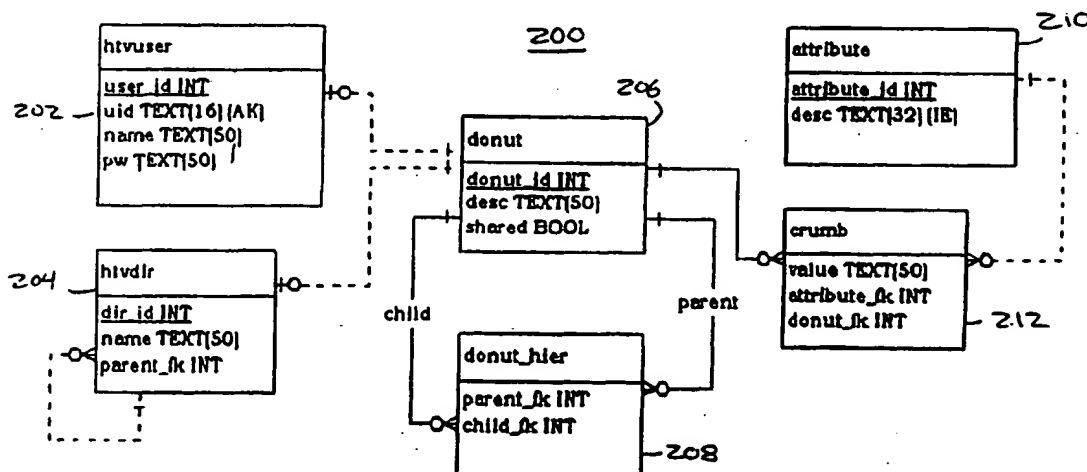 200
202
htvuser
user_id INT
uid TEXT[16] (AK)
name TEXT[50]
pw TEXT[50]
204
htvdir
dir_id INT
name TEXT[50]
parent_fk INT
206
donut
donut_id INT
desc TEXT[50]
shared BOOL
child
parent
donut_hier
parent_fk INT
child_fk INT
208
210
attribute
attribute_id INT
desc TEXT[32] (IE)
crumb
value TEXT[50]
attribute_fk INT
donut_fk INT
212